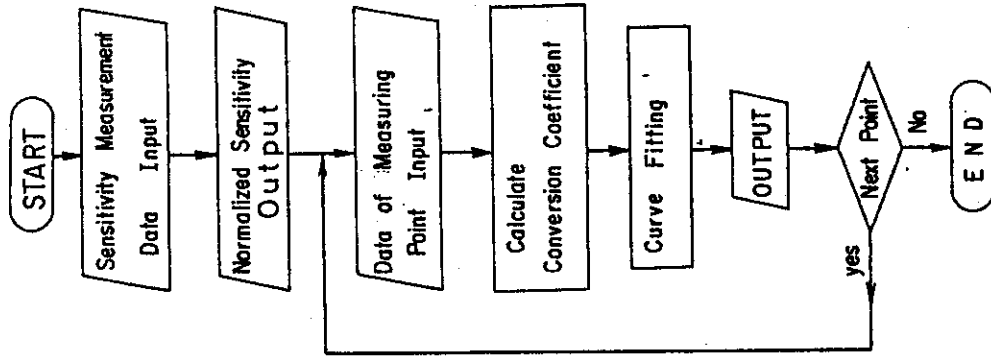 START
Sensitivity Measurement
Data Input
Normalized Sensitivity
Output
Data of Measuring
Point Input
Calculate
Conversion Coefficient
Curve Fitting
OUTPUT
Next Point
yes
No
END